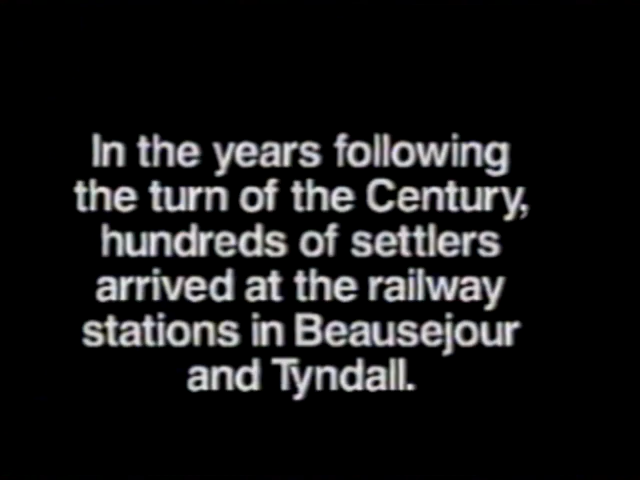 In the years following
the turn of the Century,
hundreds of settlers
arrived at the railway
stations in Beausejour
and Tyndall.